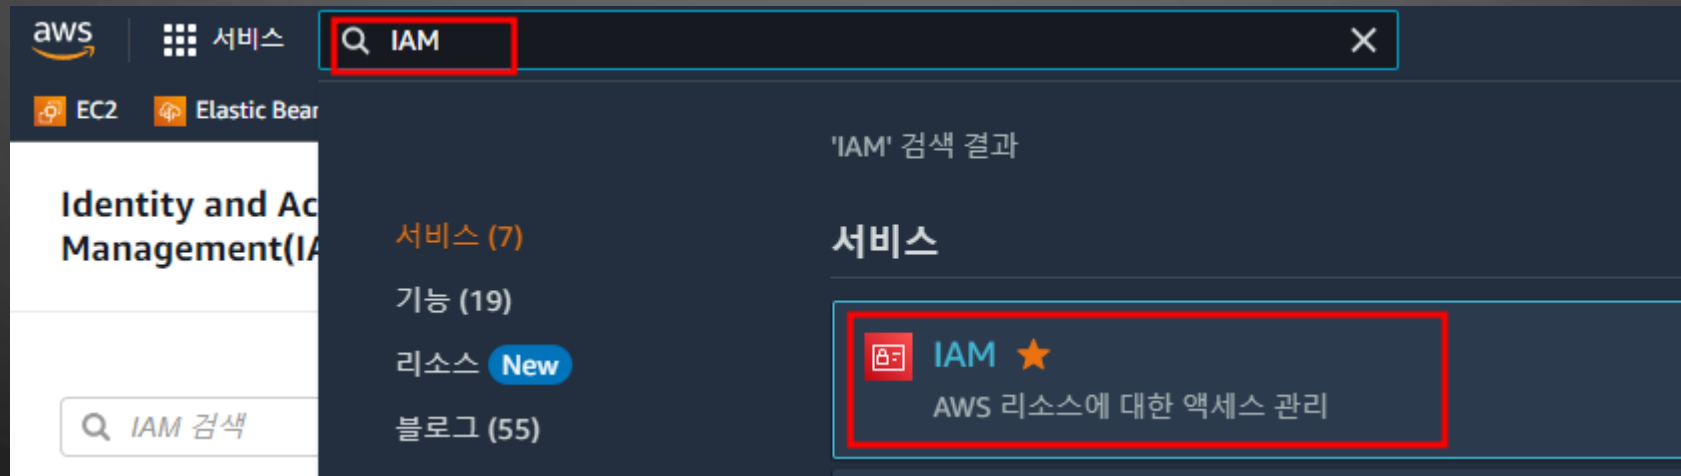 aws 서비스 IAM
EC2 Elastic Bear
'IAM' 검색 결과
Identity and Ac
Management(IA
서비스 (7)
기능 (19)
리소스 New
블로그 (55)
서비스
IAM
AWS 리소스에 대한 액세스 관리
IAM 검색